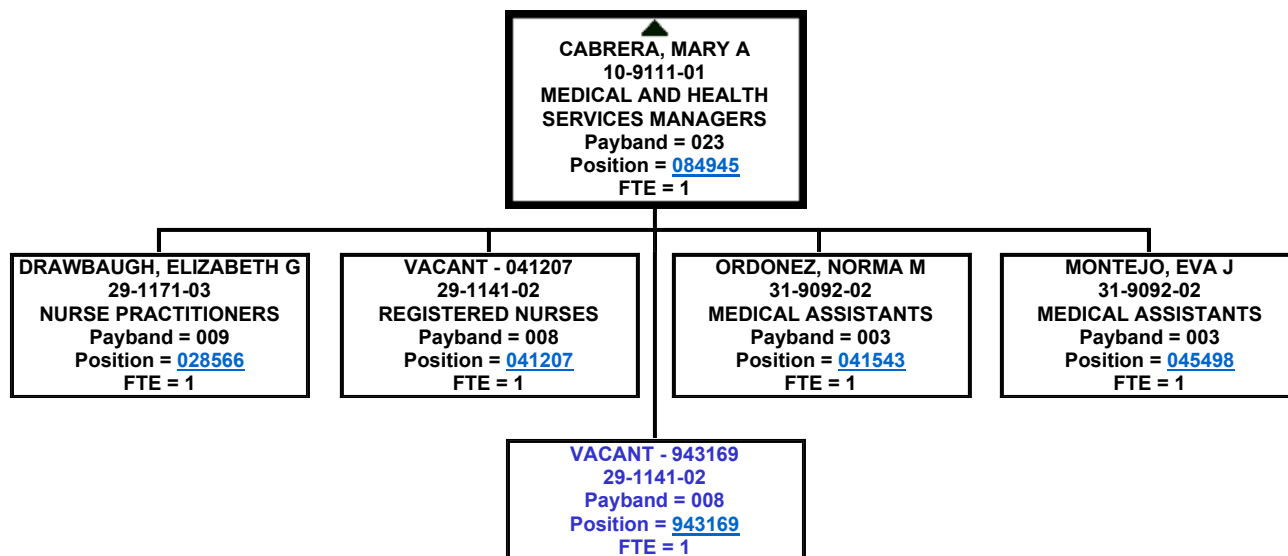 CABRERA, MARY A
10-9111-01
MEDICAL AND HEALTH
SERVICES MANAGERS
Payband = 023
Position = 084945
FTE = 1
DRAWBAUGH, ELIZABETH G
29-1171-03
NURSE PRACTITIONERS
Payband = 009
Position = 028566
FTE = 1
VACANT - 041207
29-1141-02
REGISTERED NURSES
Payband = 008
Position = 041207
FTE = 1
ORDONEZ, NORMA M
31-9092-02
MEDICAL ASSISTANTS
Payband = 003
Position = 041543
FTE = 1
MONTEJO, EVA J
31-9092-02
MEDICAL ASSISTANTS
Payband = 003
Position = 045498
FTE = 1
VACANT - 943169
29-1141-02
Payband = 008
Position = 943169
FTE = 1